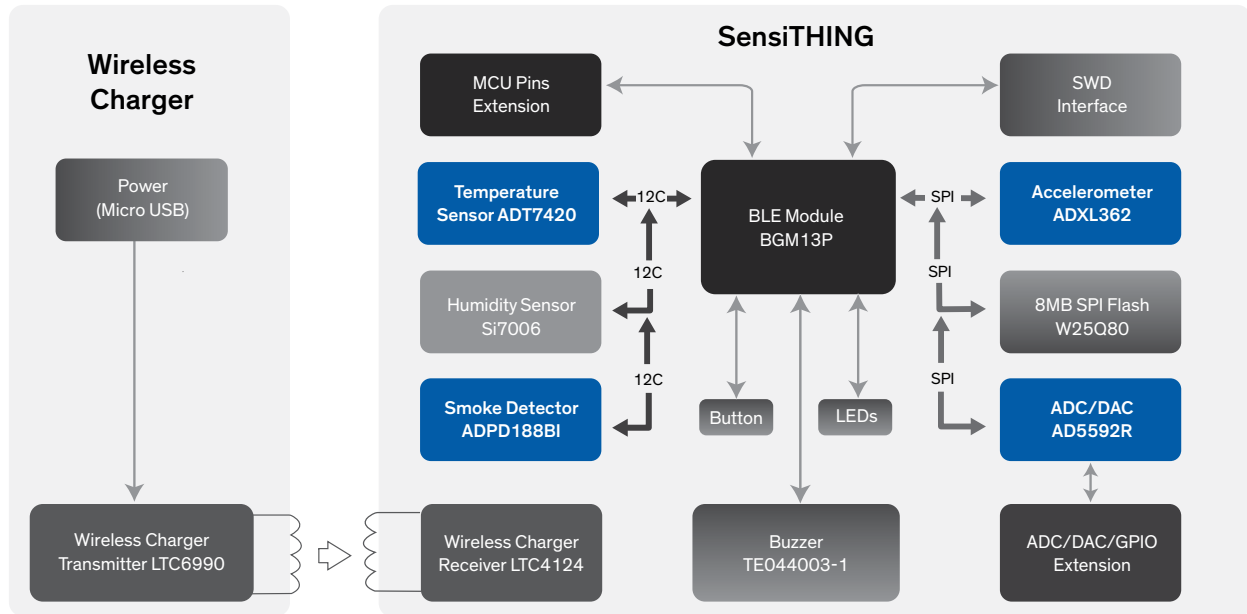 Wireless
Charger
Power
(Micro USB)
Wireless Charger
Transmitter LTC6990
SensiTHING
MCU Pins
Extension
SWD
Interface
Temperature
Sensor ADT7420
12C
BLE Module
BGM13P
SPI
Accelerometer
ADXL362
12C
SPI
Humidity Sensor
Si7006
8MB SPI Flash
W25Q80
12C
SPI
Smoke Detector
ADPD188BI
Button
LEDs
ADC/DAC
AD5592R
Wireless Charger
Receiver LTC4124
Buzzer
TE044003-1
ADC/DAC/GPIO
Extension